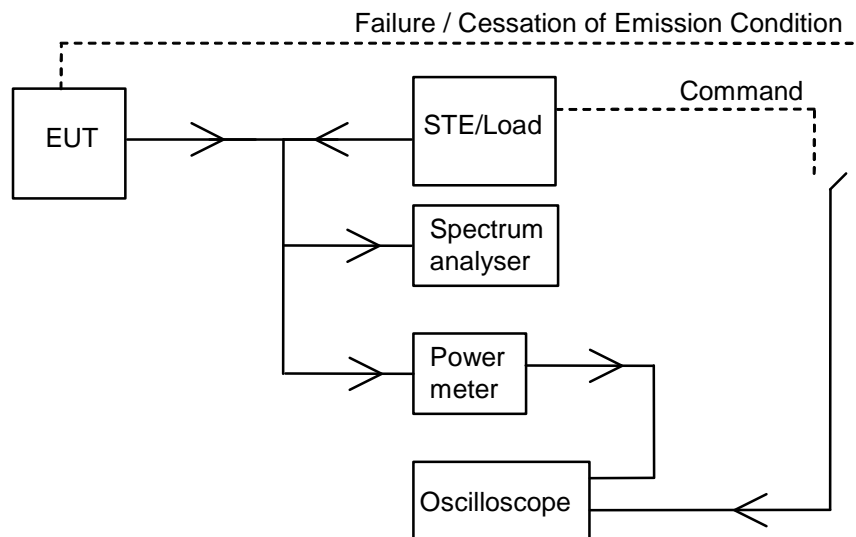 Failure / Cessation of Emission Condition
EUT
STE/Load
Command
Spectrum
analyser
Power
meter
Oscilloscope